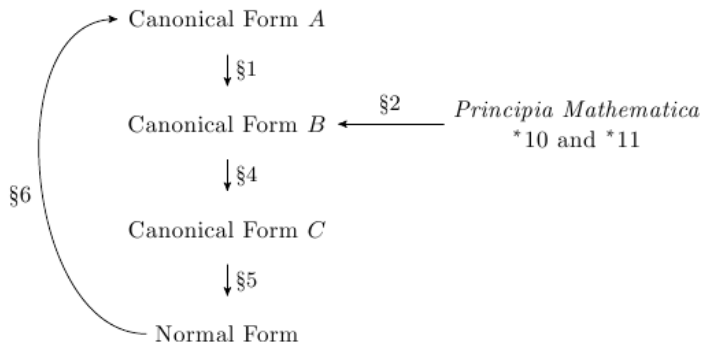 Canonical Form A
§1
§2
Principia Mathematica
Canonical Form B
*10 and *11
§4
§6
Canonical Form C
§5
Normal Form